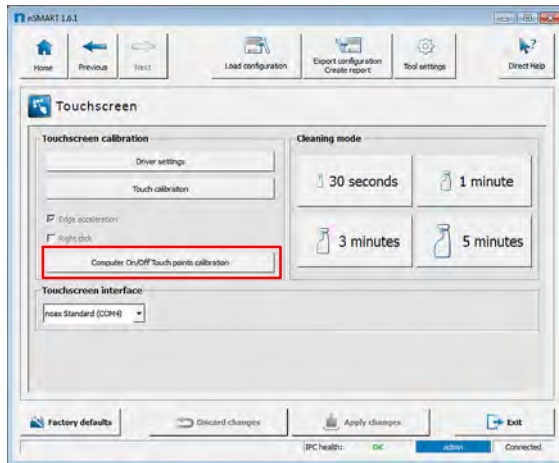 nSMART 1.6.1
Home
Previous
Next
Load configuration
Export configuration
Create report
Tool settings
Direct Help
Touchscreen
Touchscreen calibration
Driver settings
Touch calibration
Edge acceleration
Right click
Computer On/Off Touch points calibration
Cleaning mode
30 seconds
1 minute
3 minutes
5 minutes
Touchscreen interface
noax Standard (COM4)
Factory defaults
Discard changes
Apply changes
Exit
IPC health: OK admin Connected